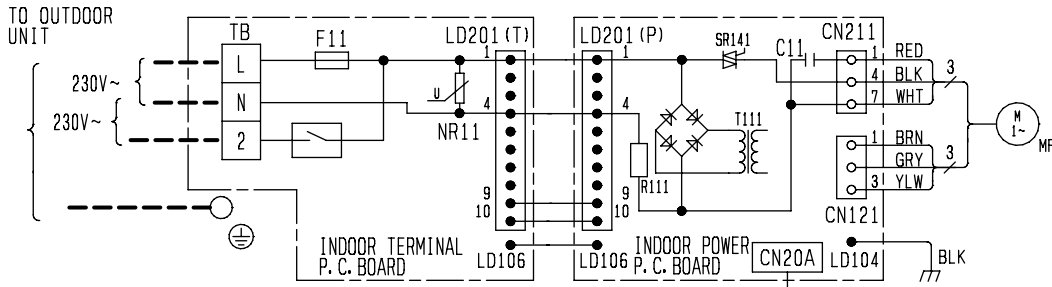 TO OUTDOOR
UNIT
TB
F11
LD201 (T)
LD201 (P)
SR141
C11
CN211
L
N
2
230V~
230V~
1
4
9
10
U
NR11
1
4
9
10
R111
T111
1
4
7
RED
BLK
WHT
3
M
1~
MF
1
3
BRN
GRY
YLW
3
CN121
INDOOR TERMINAL
P.C.BOARD
LD106
LD106
INDOOR POWER
P.C.BOARD
CN20A
LD104
BLK